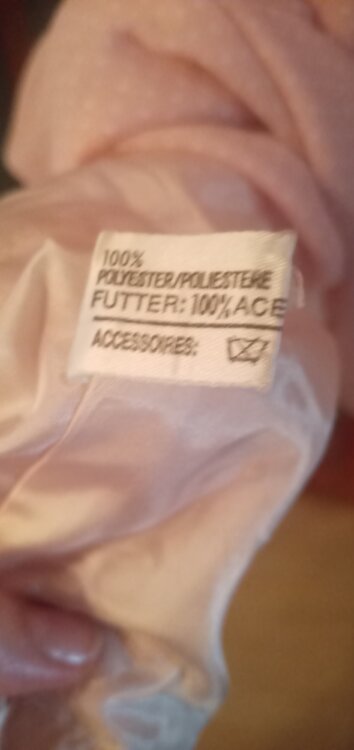 100%
POLYESTER/POLIESTERE
FUTTER: 100% ACE
ACCESSOIRES: